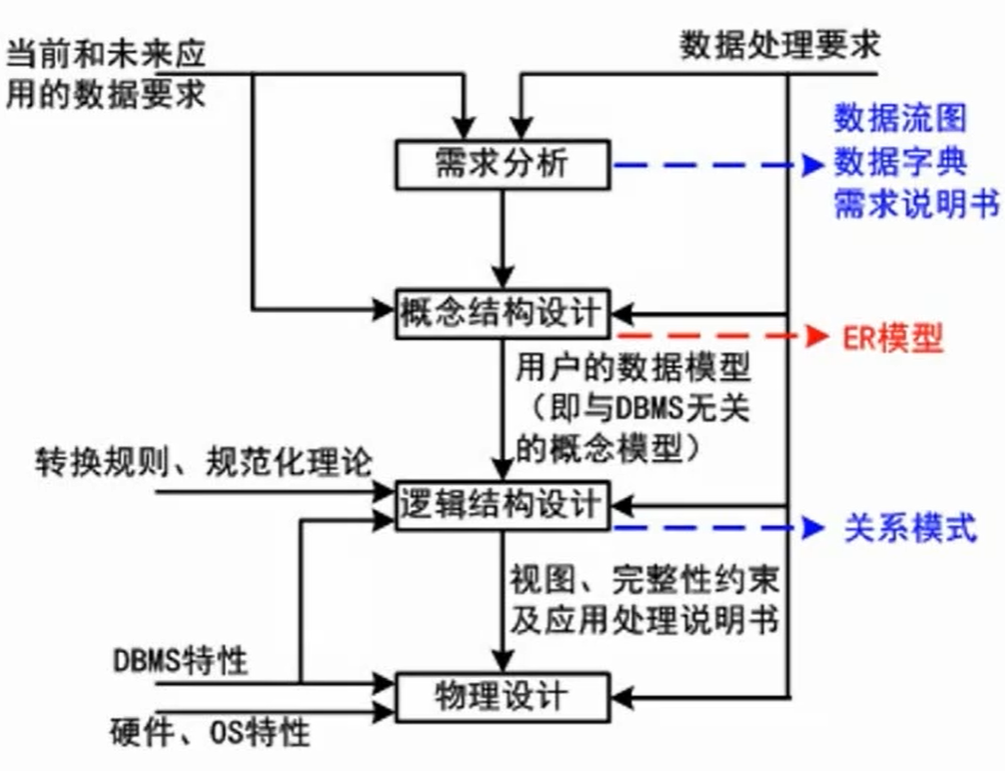 当前和未来应
用的数据要求
数据处理要求
数据流图
数据字典
需求说明书
需求分析
概念结构设计
ER模型
用户的数据模型
（即与DBMS无关
的概念模型）
转换规则、规范化理论
逻辑结构设计
关系模式
视图、完整性约束
及应用处理说明书
DBMS特性
物理设计
硬件、OS特性